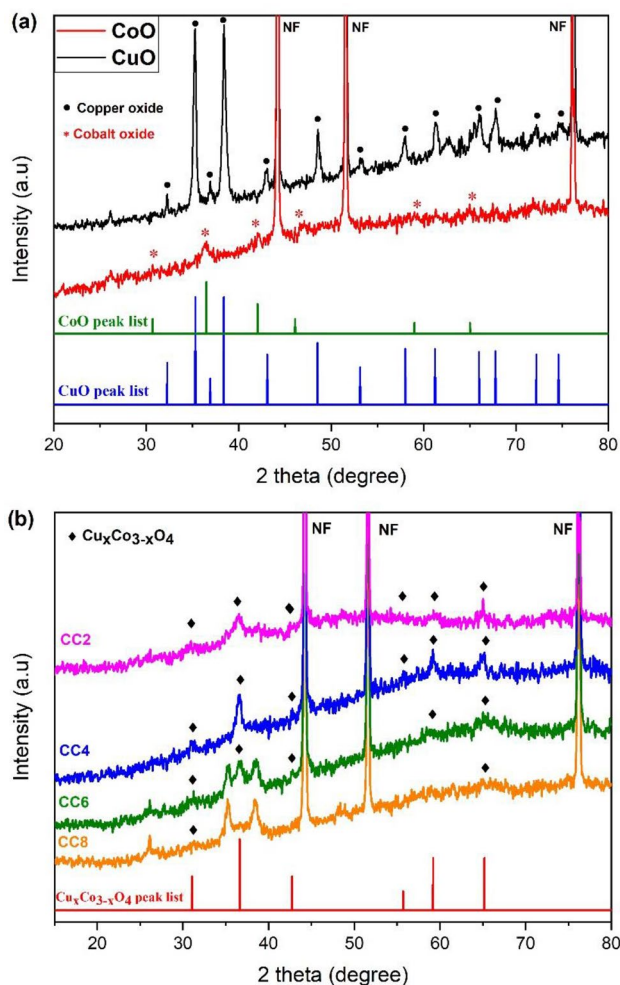 (a)
CoO
CuO
NF
NF
NF
• Copper oxide
* Cobalt oxide
Intensity (a.u)
CoO peak list
CuO peak list
20 30 40 50 60 70 80
2 theta (degree)
(b)
♦ CuxCo3-xO4
NF
NF
NF
CC2
CC4
CC6
CC8
Intensity (a.u)
CuxCo3-xO4 peak list
20 30 40 50 60 70 80
2 theta (degree)